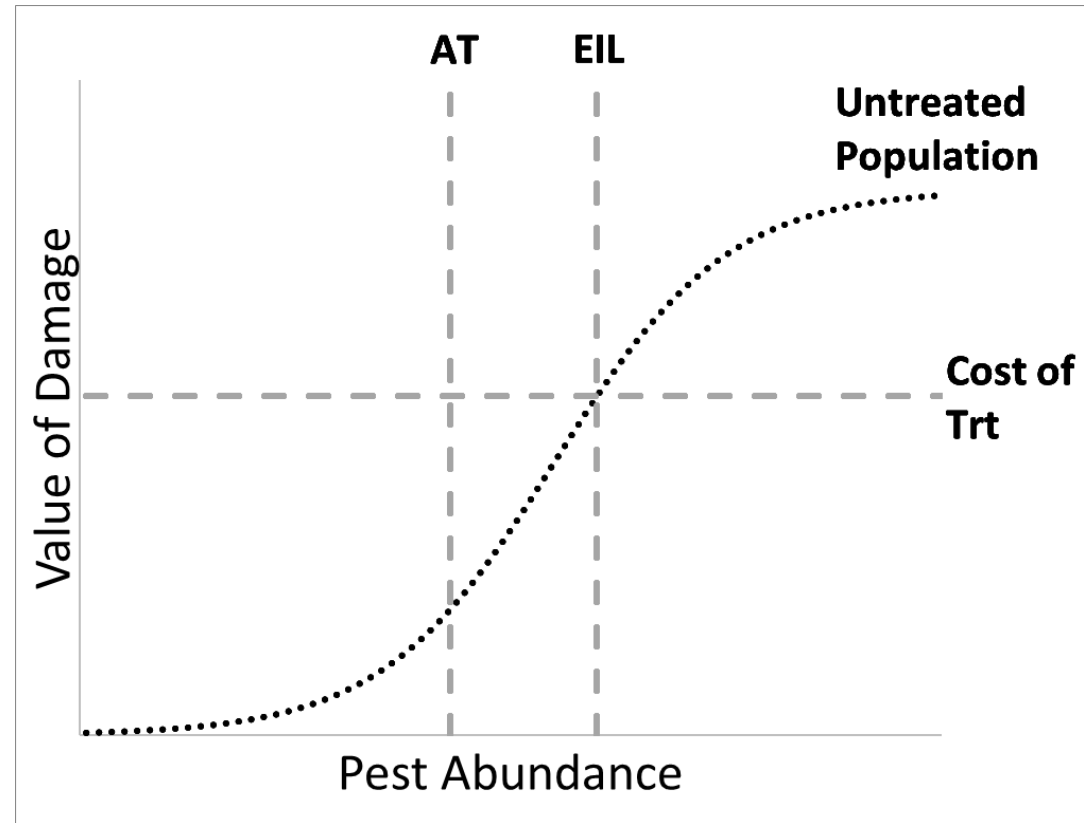 AT
EIL
Untreated
Population
Value of Damage
Cost of
Trt
Pest Abundance